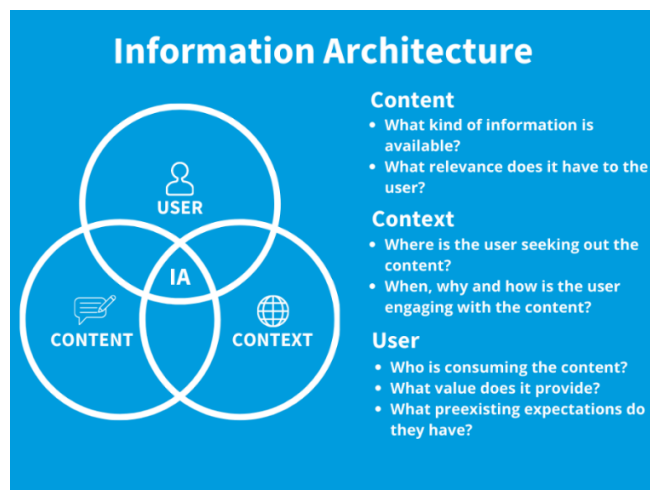 Information Architecture
USER
IA
CONTENT
CONTEXT
Content
• What kind of information is
available?
• What relevance does it have to the
user?
Context
• Where is the user seeking out the
content?
• When, why and how is the user
engaging with the content?
User
• Who is consuming the content?
• What value does it provide?
• What preexisting expectations do
they have?